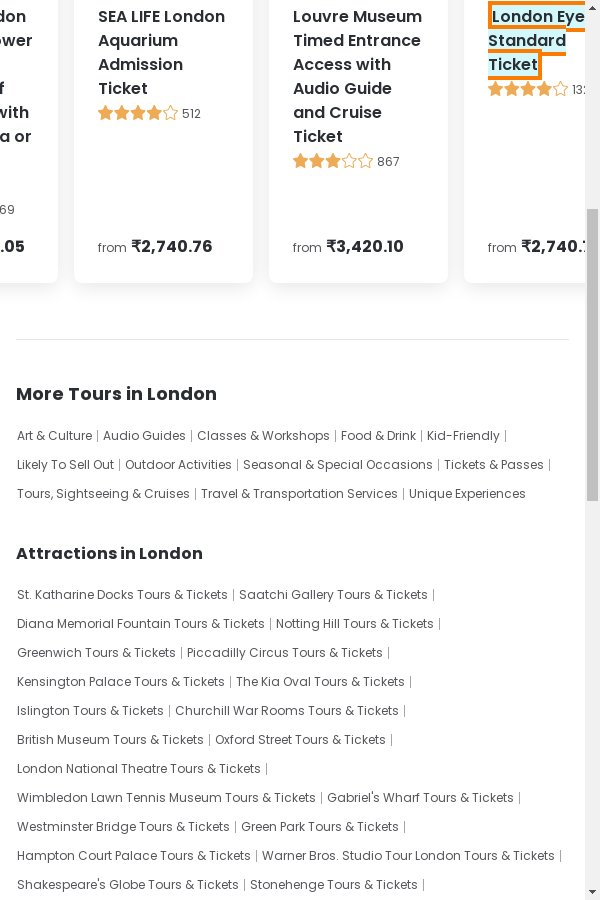 don
ower
f
with
a or
69
.05
SEA LIFE London
Aquarium
Admission
Ticket
512
from ₹2,740.76
Louvre Museum
Timed Entrance
Access with
Audio Guide
and Cruise
Ticket
867
from ₹3,420.10
London Eye
Standard
Ticket
132
from ₹2,740.7
More Tours in London
Art & Culture | Audio Guides | Classes & Workshops | Food & Drink | Kid-Friendly |
Likely To Sell Out | Outdoor Activities | Seasonal & Special Occasions | Tickets & Passes |
Tours, Sightseeing & Cruises | Travel & Transportation Services | Unique Experiences
Attractions in London
St. Katharine Docks Tours & Tickets | Saatchi Gallery Tours & Tickets |
Diana Memorial Fountain Tours & Tickets | Notting Hill Tours & Tickets |
Greenwich Tours & Tickets | Piccadilly Circus Tours & Tickets |
Kensington Palace Tours & Tickets | The Kia Oval Tours & Tickets |
Islington Tours & Tickets | Churchill War Rooms Tours & Tickets |
British Museum Tours & Tickets | Oxford Street Tours & Tickets |
London National Theatre Tours & Tickets |
Wimbledon Lawn Tennis Museum Tours & Tickets | Gabriel's Wharf Tours & Tickets |
Westminster Bridge Tours & Tickets | Green Park Tours & Tickets |
Hampton Court Palace Tours & Tickets | Warner Bros. Studio Tour London Tours & Tickets |
Shakespeare's Globe Tours & Tickets | Stonehenge Tours & Tickets |